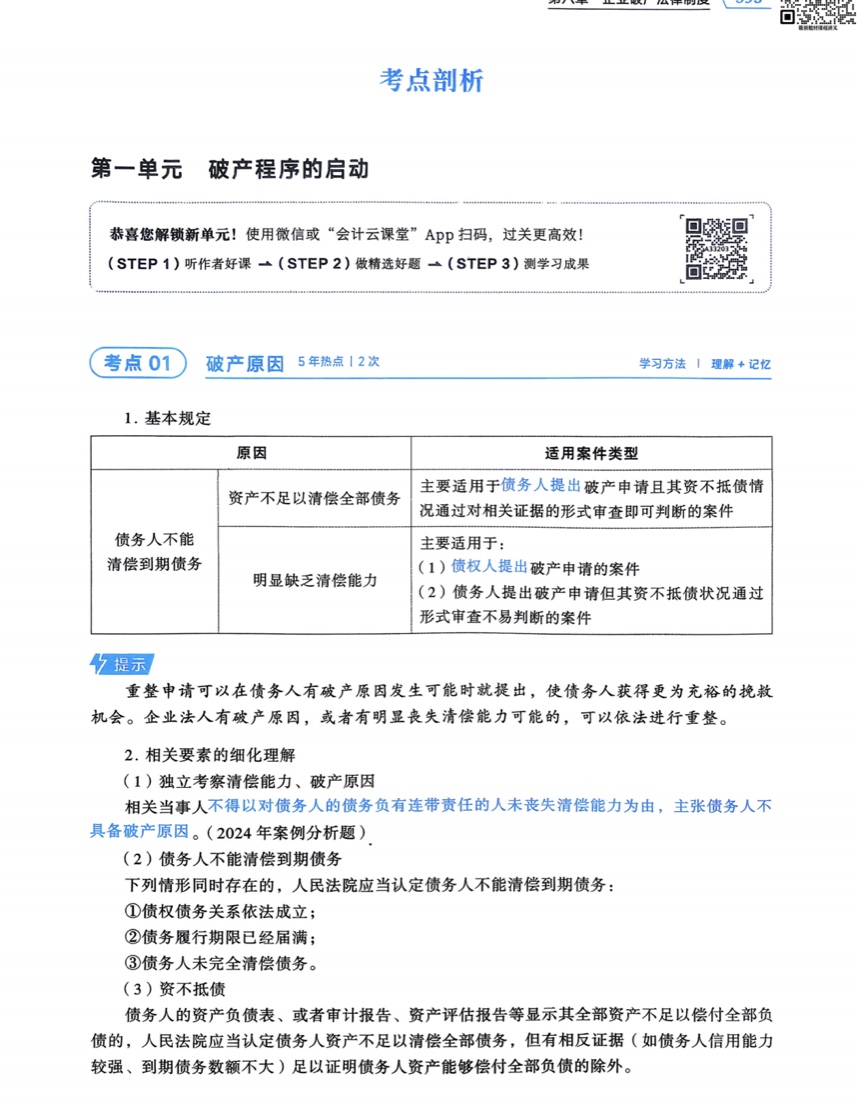 第八章 企业破产法律制度
考点剖析
第一单元 破产程序的启动
恭喜您解锁新单元！使用微信或“会计云课堂”App 扫码，过关更高效！
（STEP 1）听作者好课 ⇀（STEP 2）做精选好题 ⇀（STEP 3）测学习成果
考点 01 破产原因 5 年热点 | 2 次 学习方法 | 理解 + 记忆
1. 基本规定
原因 适用案件类型
债务人不能
清偿到期债务
资产不足以清偿全部债务
主要适用于债务人提出破产申请且其资不抵债情
况通过对相关证据的形式审查即可判断的案件
明显缺乏清偿能力
主要适用于：
（1）债权人提出破产申请的案件
（2）债务人提出破产申请但其资不抵债状况通过
形式审查不易判断的案件
提示
重整申请可以在债务人有破产原因发生可能时就提出，使债务人获得更为充裕的挽救
机会。企业法人有破产原因，或者有明显丧失清偿能力可能的，可以依法进行重整。
2. 相关要素的细化理解
（1）独立考察清偿能力、破产原因
相关当事人不得以对债务人的债务负有连带责任的人未丧失清偿能力为由，主张债务人不
具备破产原因。（2024 年案例分析题）
（2）债务人不能清偿到期债务
下列情形同时存在的，人民法院应当认定债务人不能清偿到期债务：
①债权债务关系依法成立；
②债务履行期限已经届满；
③债务人未完全清偿债务。
（3）资不抵债
债务人的资产负债表、或者审计报告、资产评估报告等显示其全部资产不足以偿付全部负
债的，人民法院应当认定债务人资产不足以清偿全部债务，但有相反证据（如债务人信用能力
较强、到期债务数额不大）足以证明债务人资产能够偿付全部负债的除外。